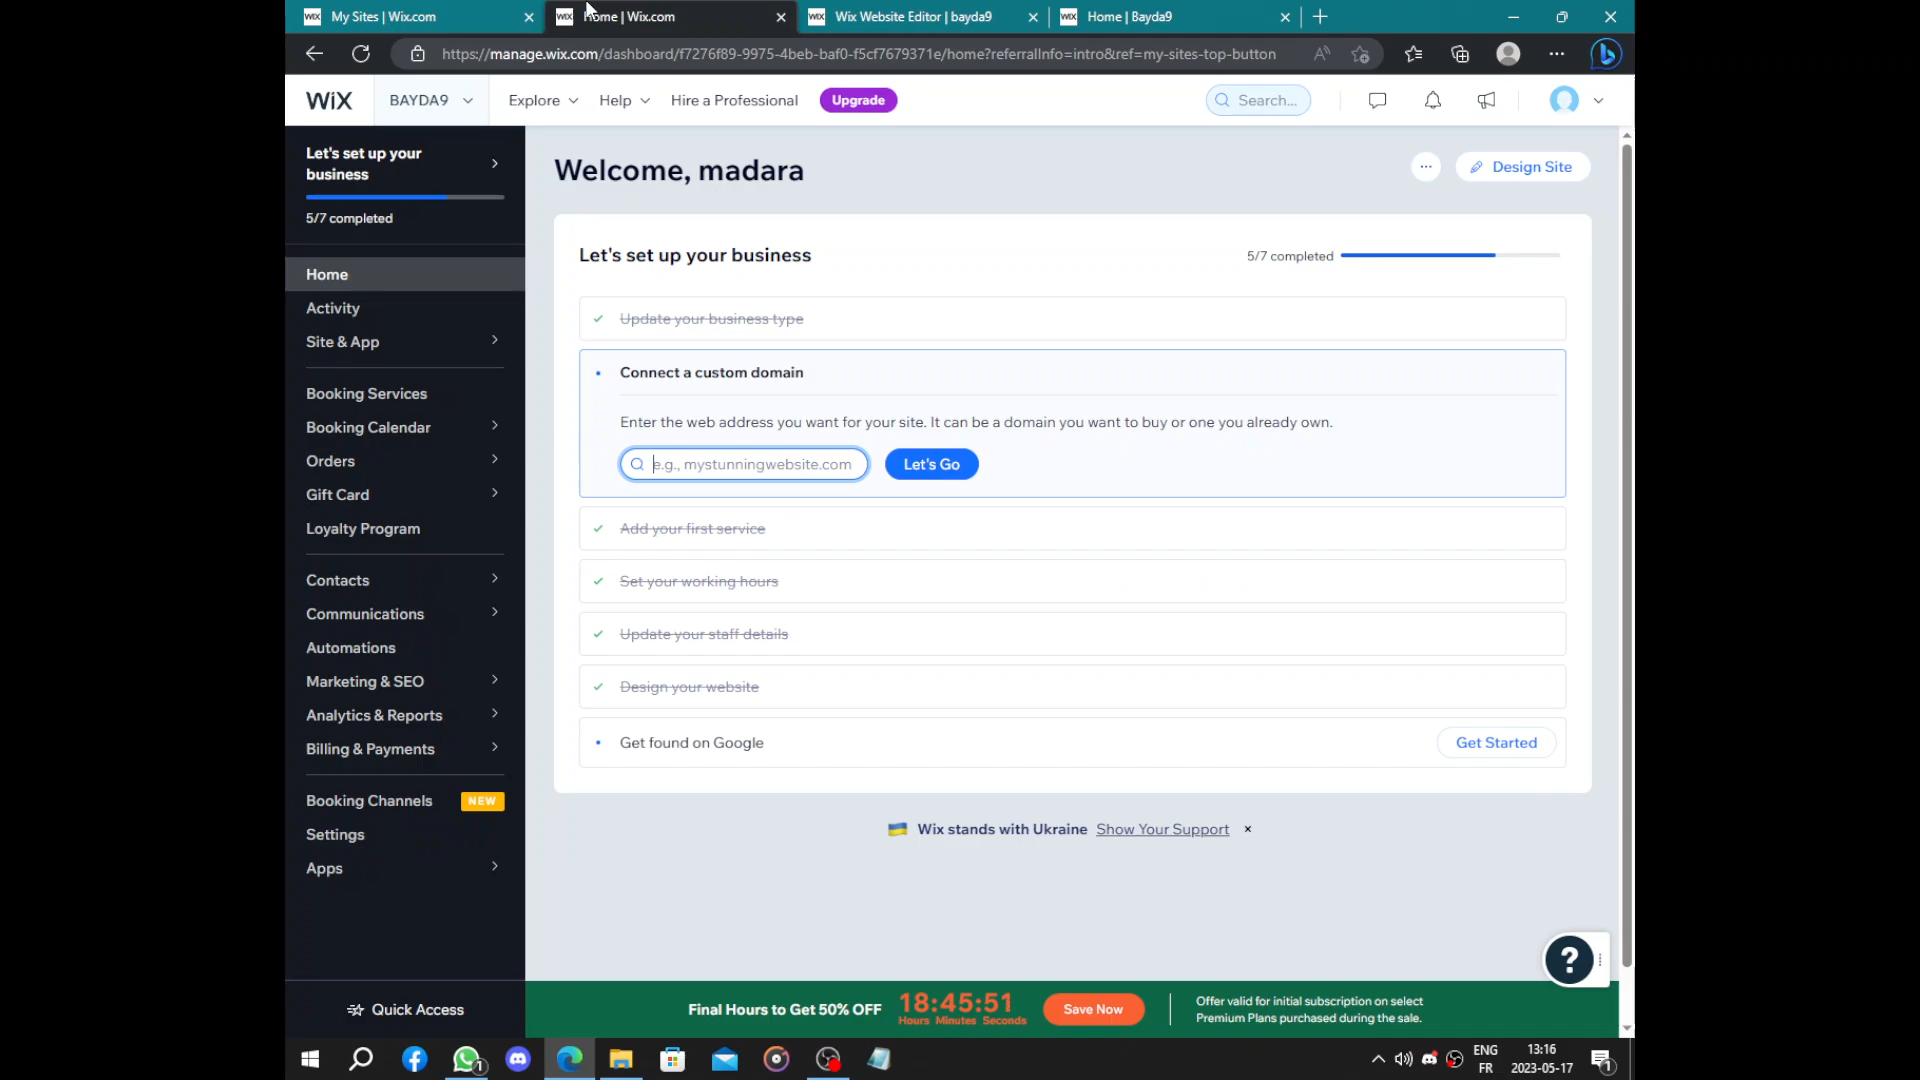 My Sites | Wix.com
Home | Wix.com
Wix Website Editor | bayda9
Home | Bayda9
https://manage.wix.com/dashboard/f7276f89-9975-4beb-baf0-f5cf7679371e/home?referralInfo=intro&ref=my-sites-top-button
WiX
BAYDA9
Explore
Help
Hire a Professional
Upgrade
Search...
Let's set up your
business
5/7 completed
Home
Activity
Site & App
Booking Services
Booking Calendar
Orders
Gift Card
Loyalty Program
Contacts
Communications
Automations
Marketing & SEO
Analytics & Reports
Billing & Payments
Booking Channels NEW
Settings
Apps
Quick Access
Welcome, madara
Design Site
Let's set up your business
5/7 completed
Update your business type
Connect a custom domain
Enter the web address you want for your site. It can be a domain you want to buy or one you already own.
e.g., mystunningwebsite.com
Let's Go
Add your first service
Set your working hours
Update your staff details
Design your website
Get found on Google
Get Started
Wix stands with Ukraine Show Your Support
Final Hours to Get 50% OFF
18:45:51
Hours Minutes Seconds
Save Now
Offer valid for initial subscription on select
Premium Plans purchased during the sale.
ENG
FR
13:16
2023-05-17